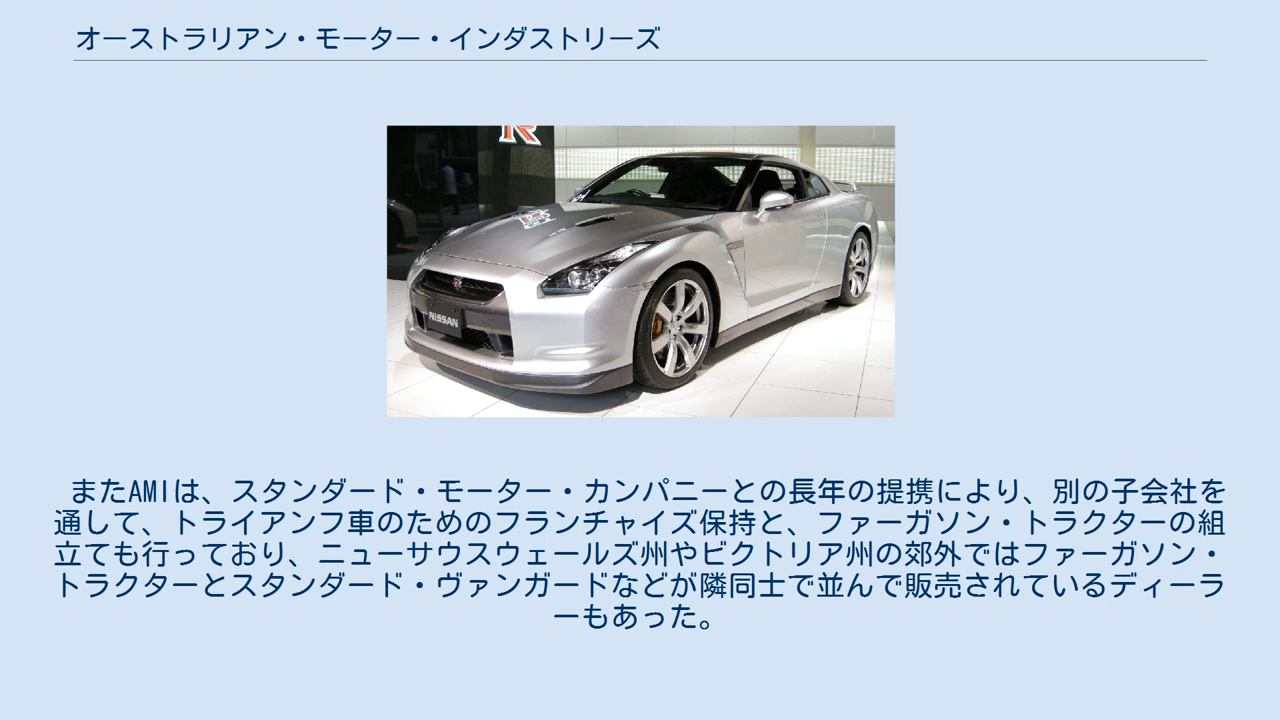 オーストラリアン・モーター・インダストリーズ
R
NISSAN
またAMIは、スタンダード・モーター・カンパニーとの長年の提携により、別の子会社を
通して、トライアンフ車のためのフランチャイズ保持と、ファーガソン・トラクターの組
立ても行っており、ニューサウスウェールズ州やビクトリア州の郊外ではファーガソン・
トラクターとスタンダード・ヴァンガードなどが隣同士で並んで販売されているディーラ
ーもあった。